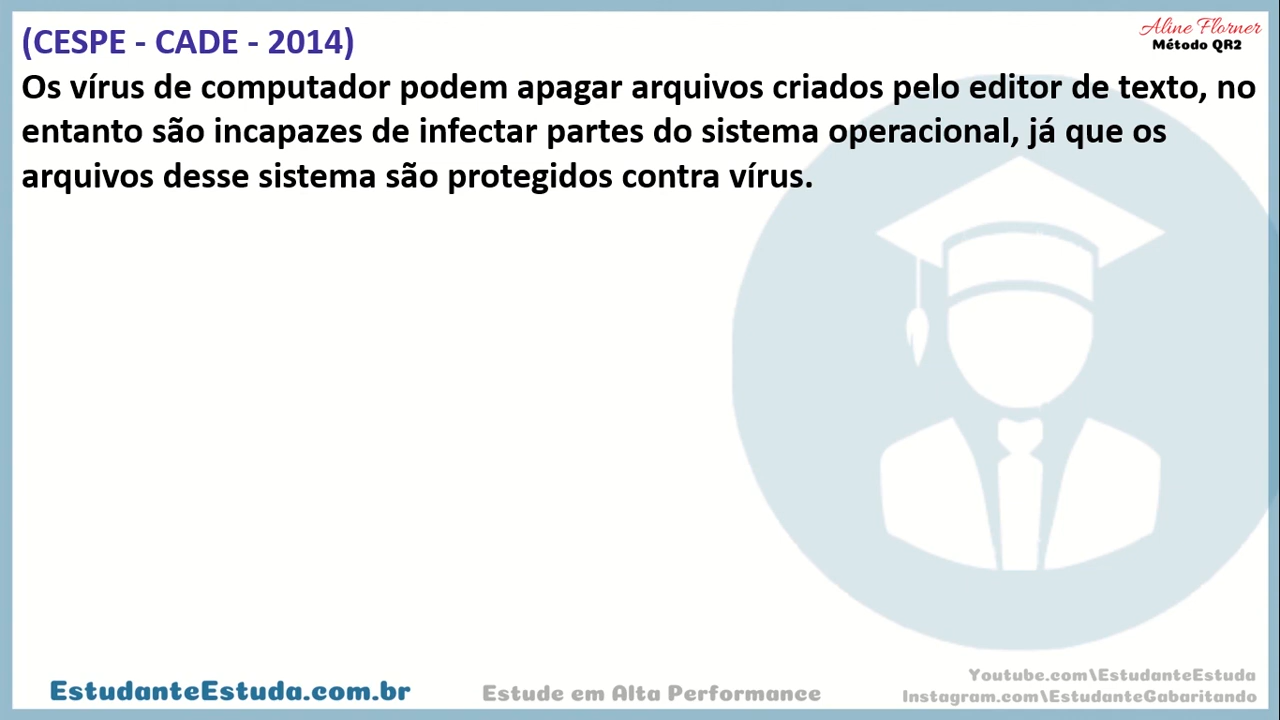 (CESPE - CADE - 2014)
Aline Florner
Método QR2
Os vírus de computador podem apagar arquivos criados pelo editor de texto, no
entanto são incapazes de infectar partes do sistema operacional, já que os
arquivos desse sistema são protegidos contra vírus.
EstudanteEstuda.com.br
Estude em Alta Performance
Youtube.com\EstudanteEstuda
Instagram.com\EstudanteGabaritando